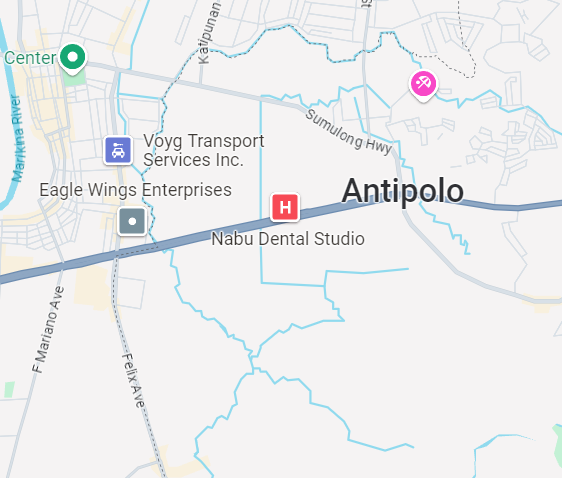 St
Katipunan
Center
Marikina River
Sumulong Hwy
Voyg Transport
Services Inc.
Eagle Wings Enterprises
Antipolo
H
Nabu Dental Studio
F Mariano Ave
Felix Ave